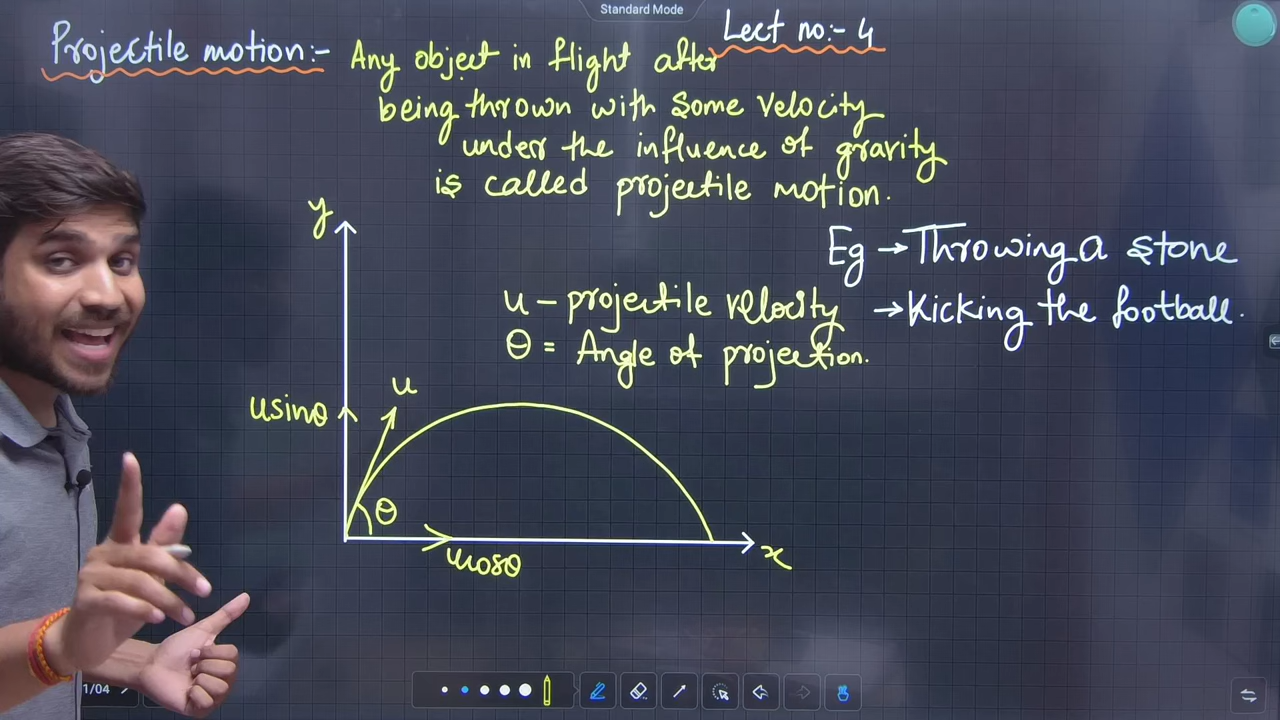 Standard Mode
Lect no:- 4
Projectile motion:- Any object in flight after
being thrown with some velocity
under the influence of gravity
is called projectile motion.
Eg → Throwing a stone
→ Kicking the football.
u – projectile velocity
θ = Angle of projection.
y
u
usinθ
θ
ucosθ
x
1/04